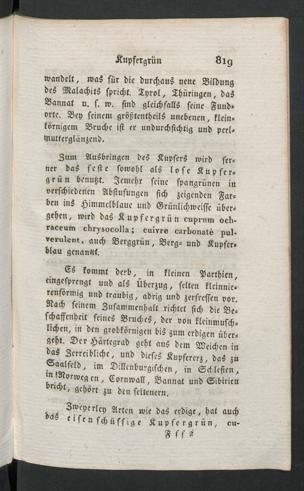 Kupfergrün 819
wandelt, was für die durchaus neue Bildung
des Malachits spricht. Tyrol, Thüringen, das
Bannat u. s. w. sind gleichfalls seine Fund-
orte. Bey seinem größtentheils unebenen, klein-
körnigem Bruche ist er undurchsichtig und perl-
mutterglänzend.
Zum Ausbringen des Kupfers wird fer-
ner das feste sowohl als lose Kupfer-
grün benutzt. Jemehr seine spangrünen in
verschiedenen Abstufungen sich zeigenden Far-
ben ins Himmelblaue und Grünlichweisse über-
gehen, wird das Kupfergrün cuprum och-
raceum chrysocolla; cuivre carbonaté pul-
verulent, auch Berggrün, Berg- und Kupfer-
blau genannt.
Es kommt derb, in kleinen Parthien,
eingesprengt und als Überzug, selten kleinnie-
renförmig und traubig, adrig und zerfressen vor.
Nach seinem Zusammenhalt richtet sich die Be-
schaffenheit seines Bruches, der von kleinmusch-
lichen, in den grobkörnigen bis zum erdigen über-
geht. Der Härtegrad geht aus dem Weichen in
das Zerreibliche, und dieses Kupfererz, das zu
Saalfeld, im Dillenburgischen, in Schlesien,
in Norwegen, Cornwall, Bannat und Sibirien
bricht, gehört zu den seltenern.
Zweyerley Arten wie das erdige, hat auch
das eisenschüssige Kupfergrün, cu-
F f f 2